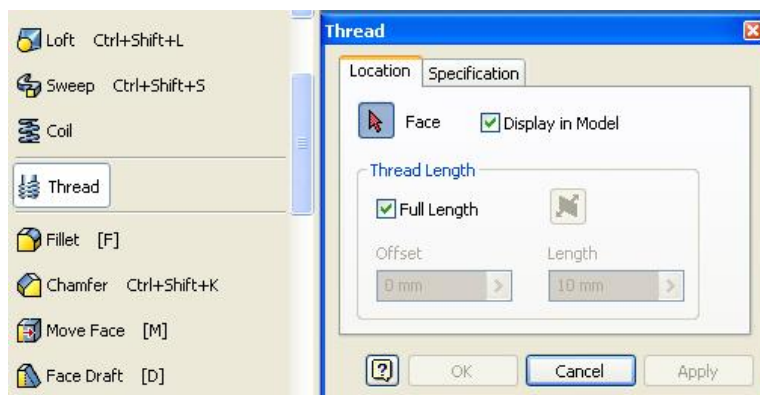 Loft Ctrl+Shift+L
Sweep Ctrl+Shift+S
Coil
Thread
Fillet [F]
Chamfer Ctrl+Shift+K
Move Face [M]
Face Draft [D]
Thread
Location Specification
Face Display in Model
Thread Length
Full Length
Offset Length
0 mm > 10 mm >
? OK Cancel Apply